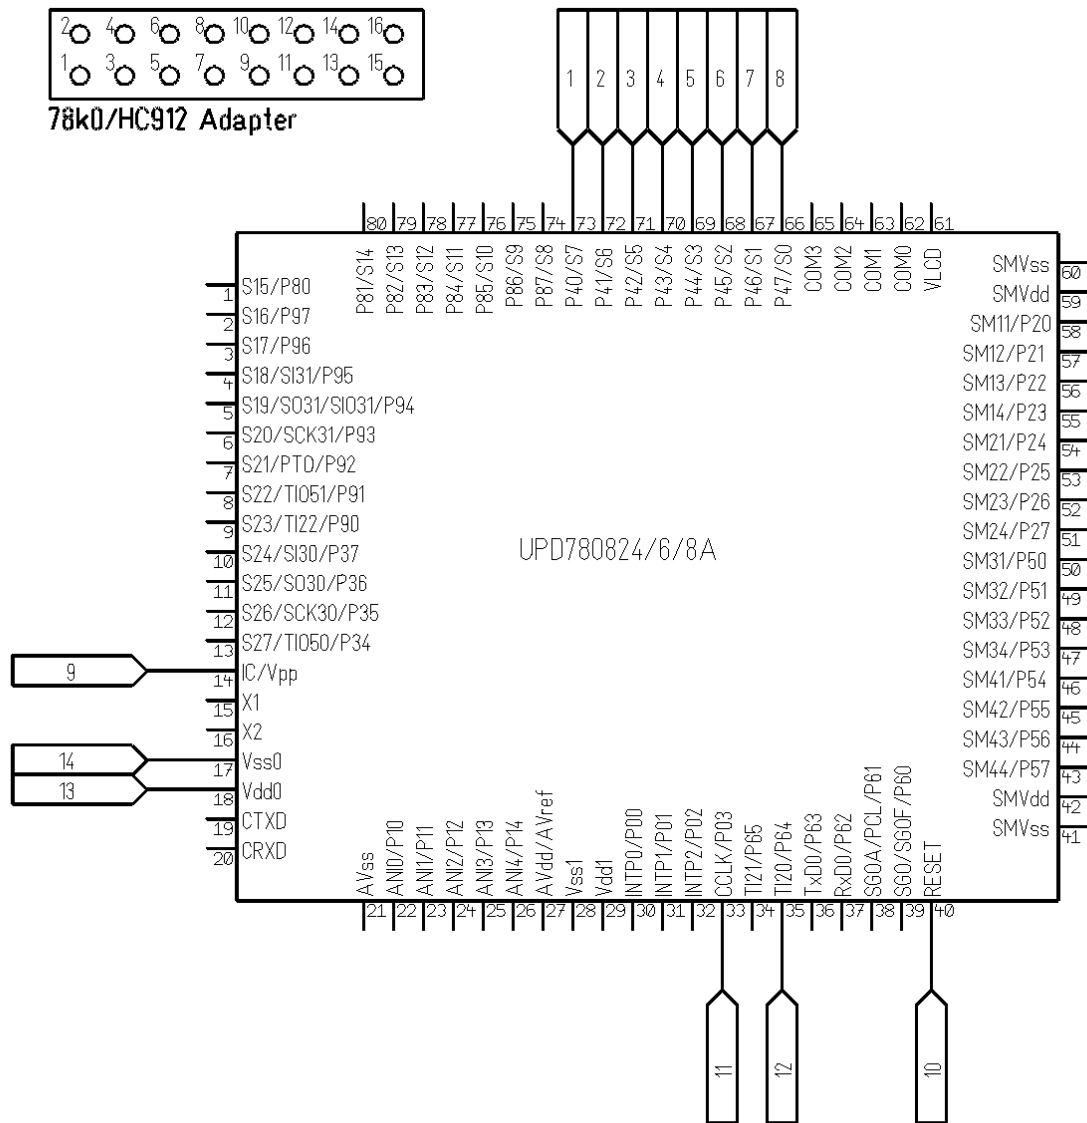 2 4 6 8 10 12 14 16
1 3 5 7 9 11 13 15
78k0/HC912 Adapter
1 2 3 4 5 6 7 8
80 79 78 77 76 75 74 73 72 71 70 69 68 67 66 65 64 63 62 61
P81/S14
P82/S13
P83/S12
P84/S11
P85/S10
P86/S9
P87/S8
P40/S7
P41/S6
P42/S5
P43/S4
P44/S3
P45/S2
P46/S1
P47/S0
COM3
COM2
COM1
COM0
VLCD
1 S15/P80
2 S16/P97
3 S17/P96
4 S18/SI31/P95
5 S19/SO31/SIO31/P94
6 S20/SCK31/P93
7 S21/PTO/P92
8 S22/TIO51/P91
9 S23/TI22/P90
10 S24/SI30/P37
11 S25/SO30/P36
12 S26/SCK30/P35
13 S27/TIO50/P34
9
14 IC/Vpp
15 X1
16 X2
14
17 Vss0
13
18 Vdd0
19 CTXD
20 CRXD
UPD780824/6/8A
SMVss 60
SMVdd 59
SM11/P20 58
SM12/P21 57
SM13/P22 56
SM14/P23 55
SM21/P24 54
SM22/P25 53
SM23/P26 52
SM24/P27 51
SM31/P50 50
SM32/P51 49
SM33/P52 48
SM34/P53 47
SM41/P54 46
SM42/P55 45
SM43/P56 44
SM44/P57 43
SMVdd 42
SMVss 41
AVss
ANI0/P10
ANI1/P11
ANI2/P12
ANI3/P13
ANI4/P14
AVdd/AVref
Vss1
Vdd1
INTP0/P00
INTP1/P01
INTP2/P02
CCLK/P03
TI21/P65
TI20/P64
TxD0/P63
RxD0/P62
SGOA/PCL/P61
SGO/SGOF/P60
RESET
21 22 23 24 25 26 27 28 29 30 31 32 33 34 35 36 37 38 39 40
11 12 10